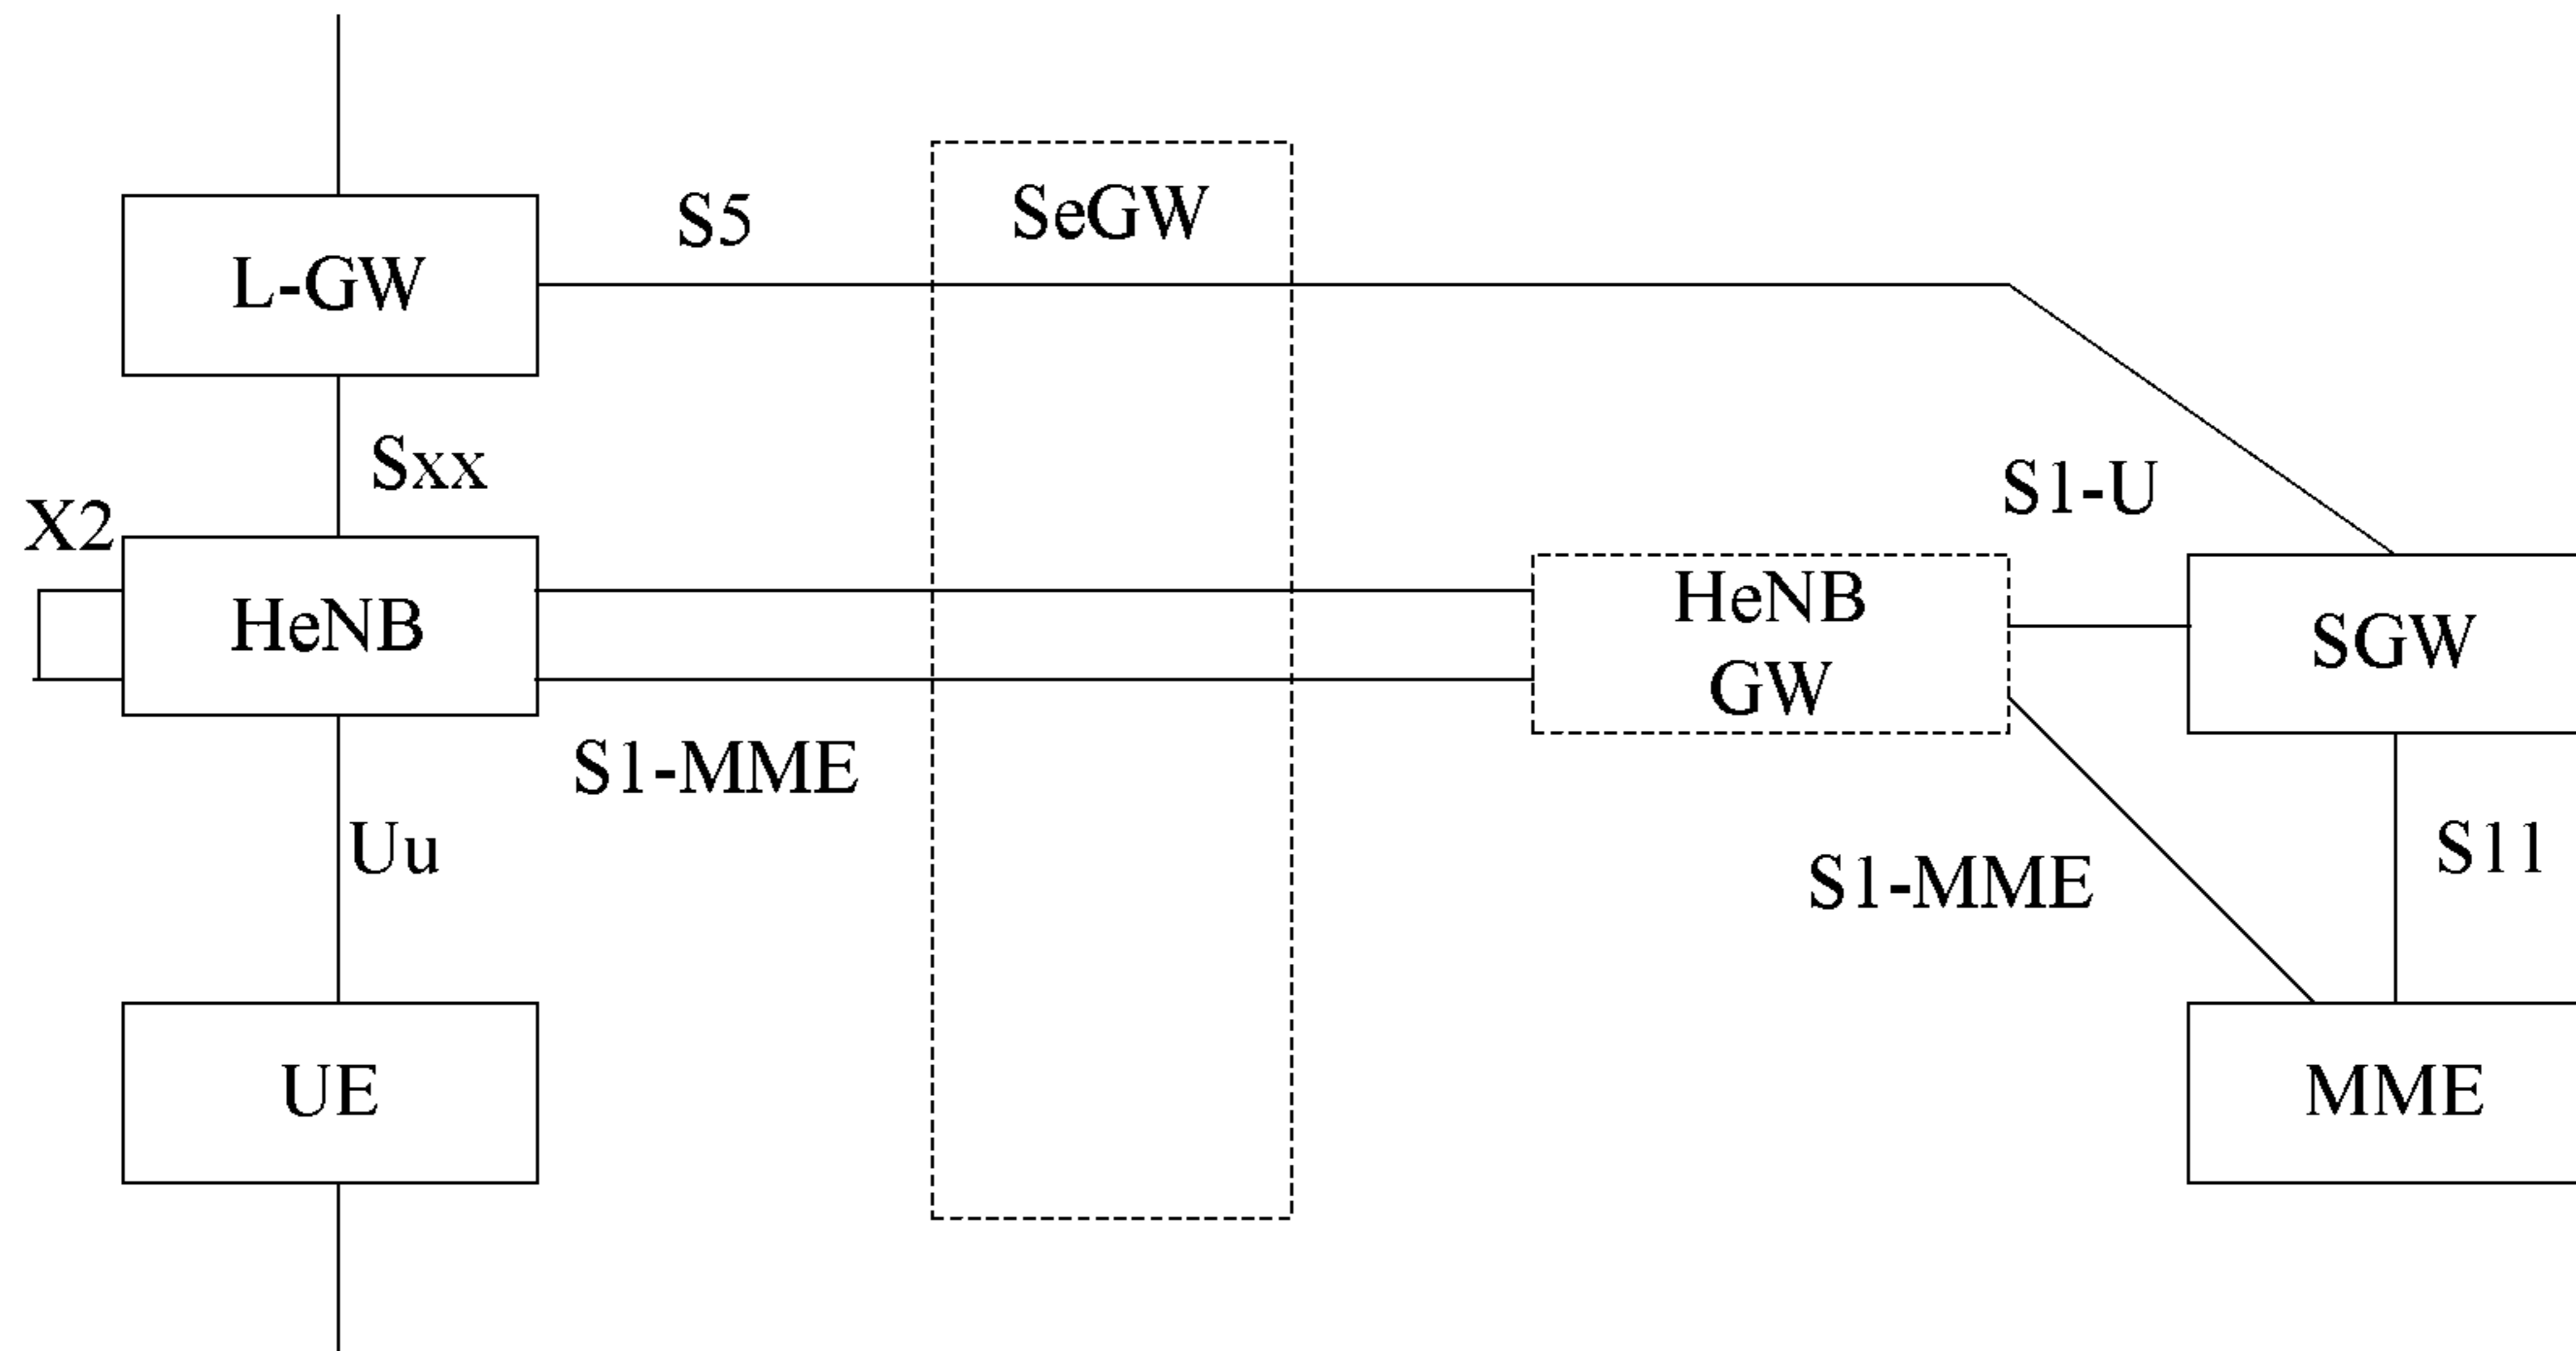 SeGW
S5
L-GW
Sxx
S1-U
X2
HeNB
GW
HeNB
SGW
S1-MME
Uu
S11
S1-MME
UE
MME